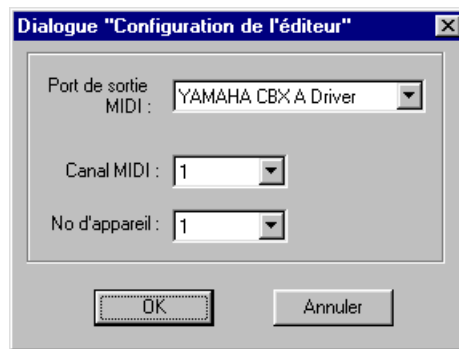 Dialogue "Configuration de l'éditeur"
Port de sortie
MIDI :
YAMAHA CBX A Driver
Canal MIDI : 1
No d'appareil : 1
OK Annuler